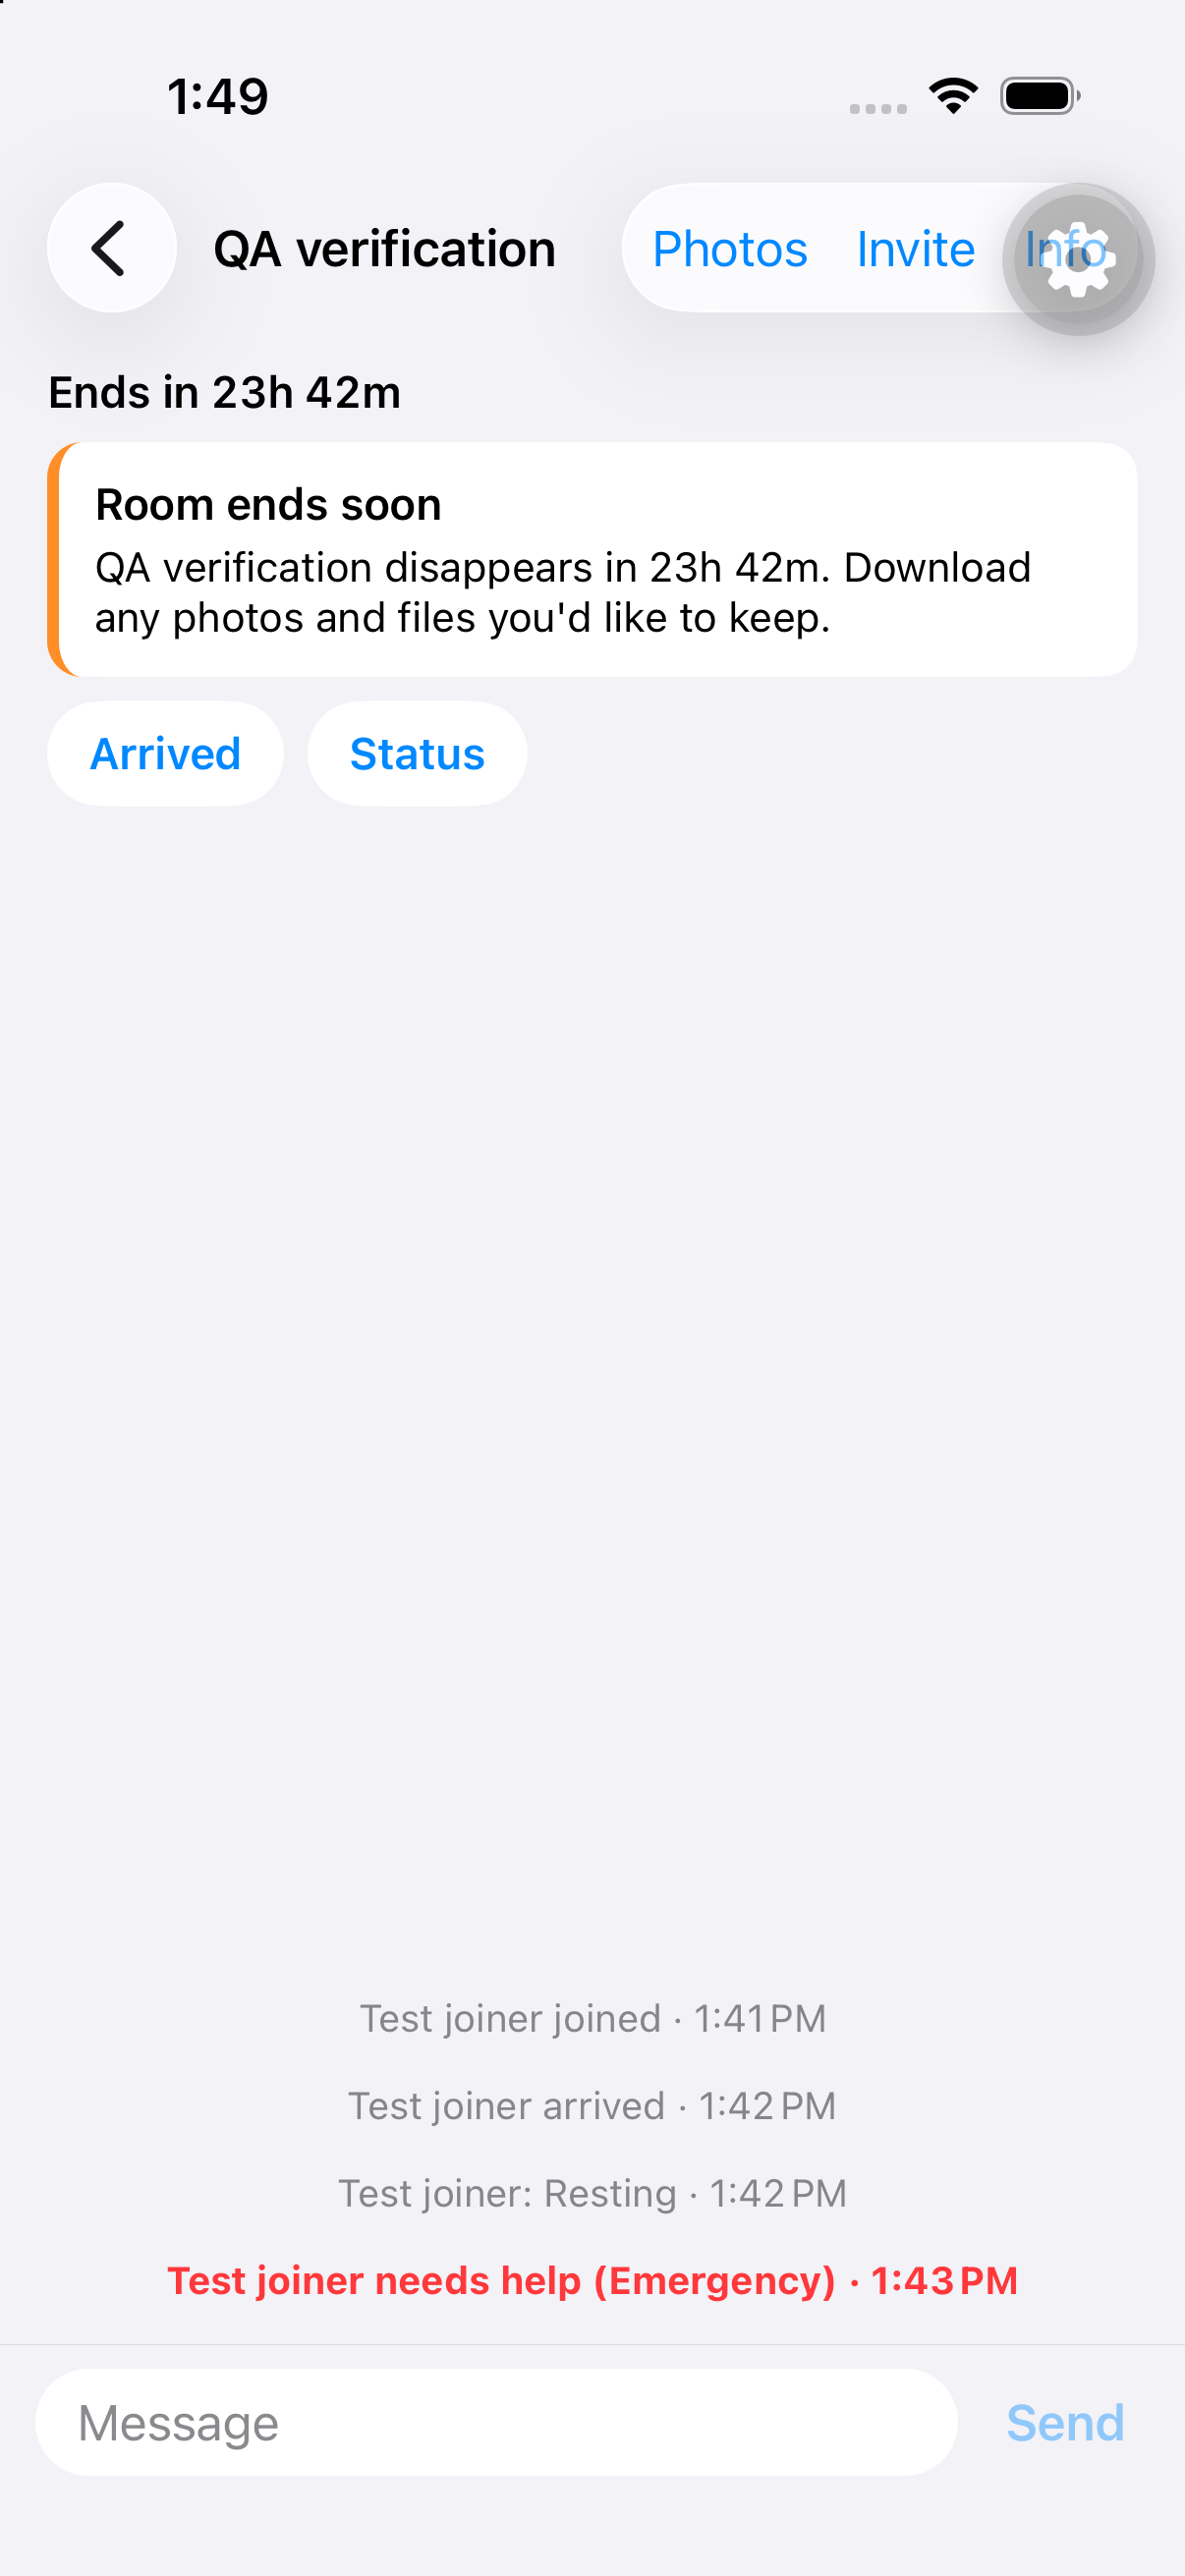 1:49
QA verification
Photos Invite Info
Ends in 23h 42m
Room ends soon
QA verification disappears in 23h 42m. Download
any photos and files you'd like to keep.
Arrived Status
Test joiner joined · 1:41 PM
Test joiner arrived · 1:42 PM
Test joiner: Resting · 1:42 PM
Test joiner needs help (Emergency) · 1:43 PM
Message Send